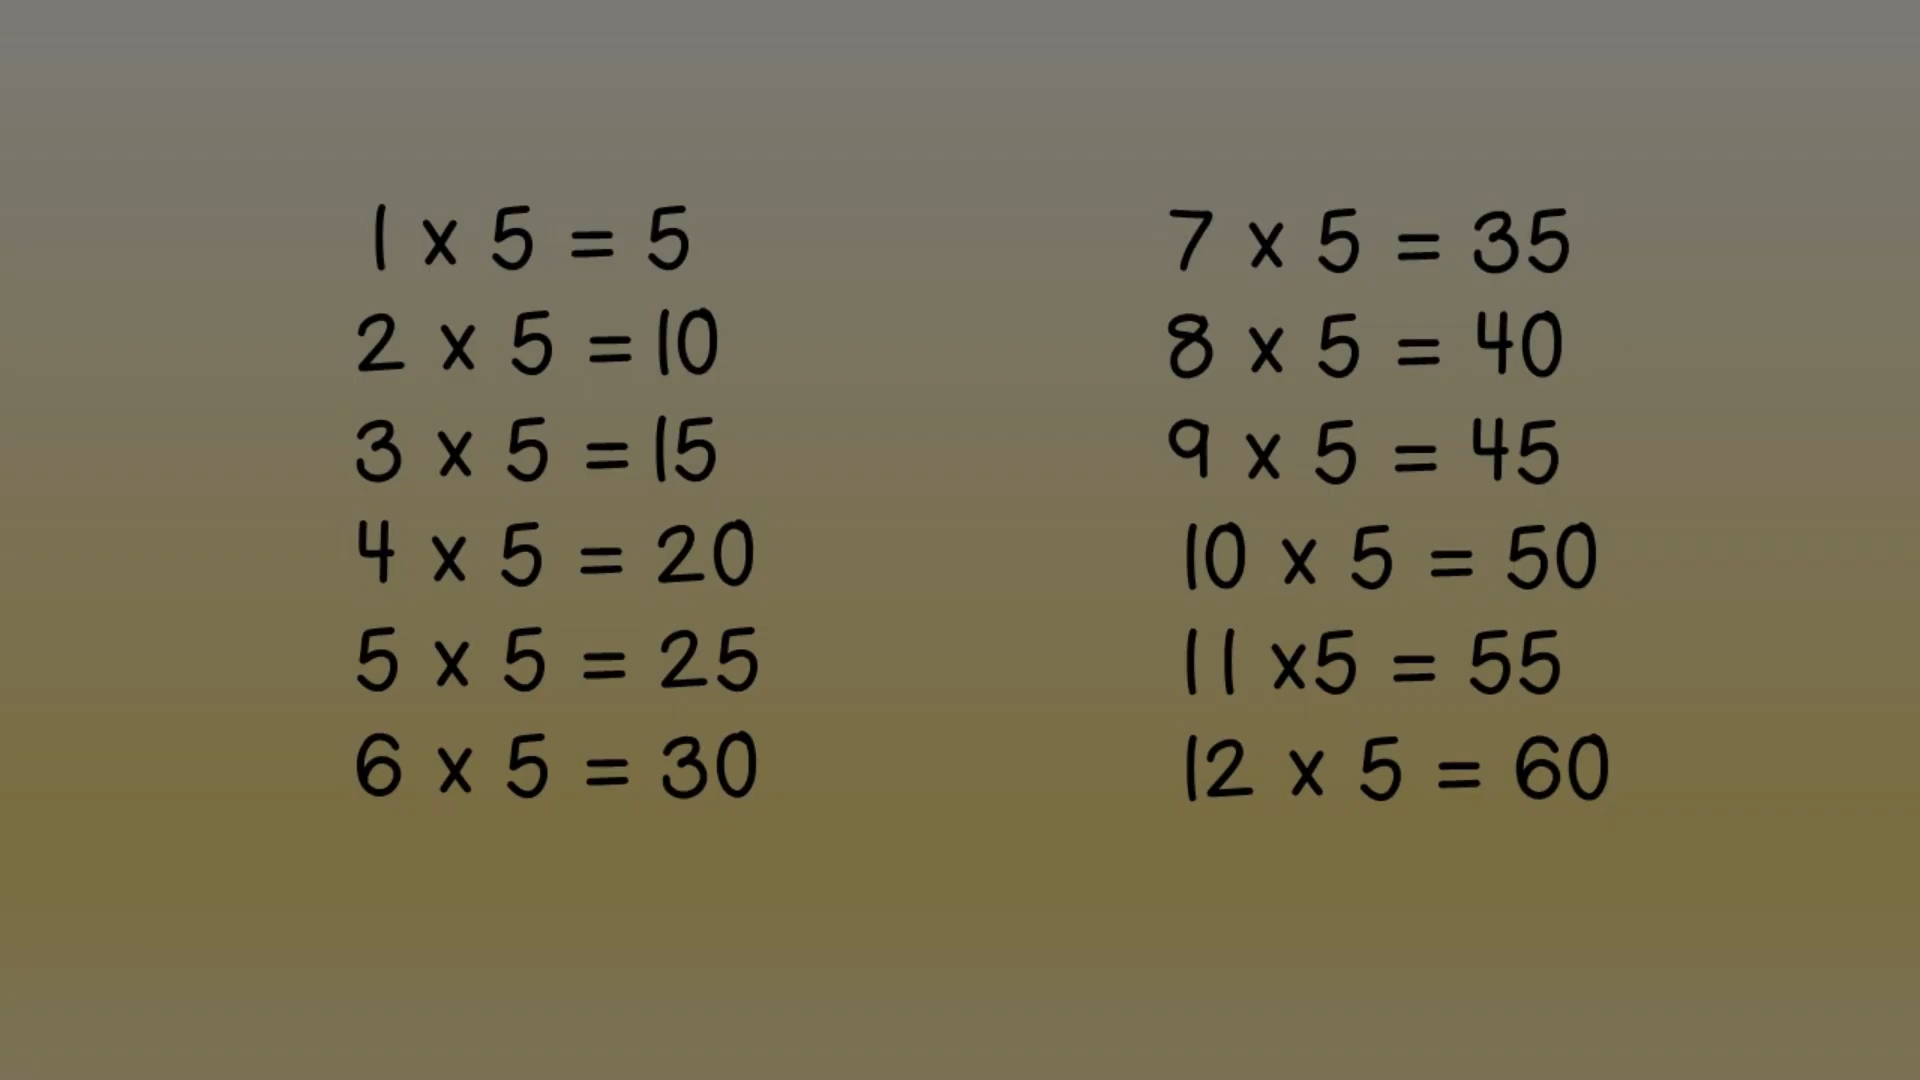 1 x 5 = 5
2 x 5 = 10
3 x 5 = 15
4 x 5 = 20
5 x 5 = 25
6 x 5 = 30
7 x 5 = 35
8 x 5 = 40
9 x 5 = 45
10 x 5 = 50
11 x5 = 55
12 x 5 = 60